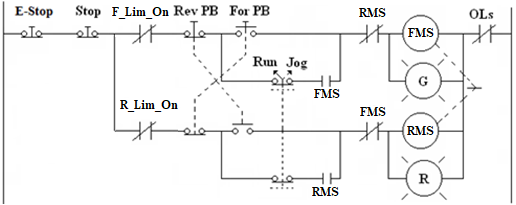 E-Stop Stop F_Lim_On Rev PB For PB RMS FMS OLs
Run Jog
FMS
G
R_Lim_On
FMS
RMS
RMS
R